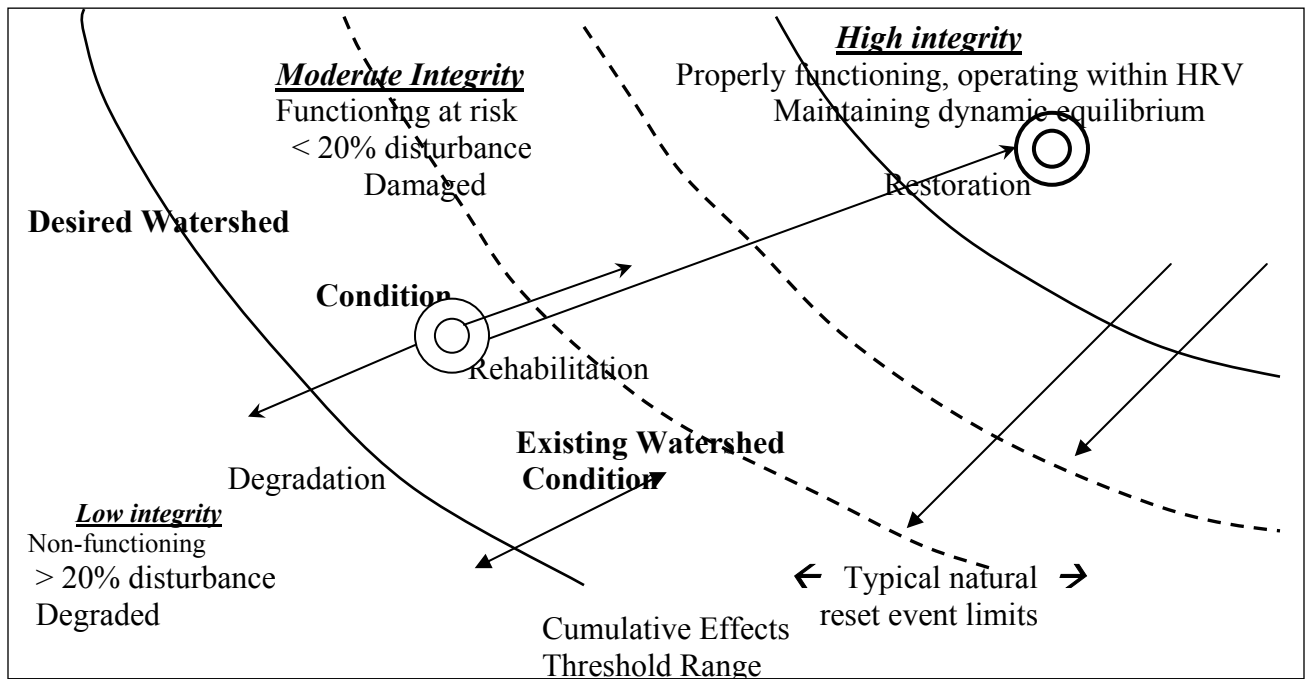 High integrity
Properly functioning, operating within HRV
Maintaining dynamic equilibrium
Moderate Integrity
Functioning at risk
< 20% disturbance
Damaged
Restoration
Desired Watershed
Condition
Rehabilitation
Existing Watershed
Condition
Degradation
Low integrity
Non-functioning
> 20% disturbance
Degraded
← Typical natural →
reset event limits
Cumulative Effects
Threshold Range